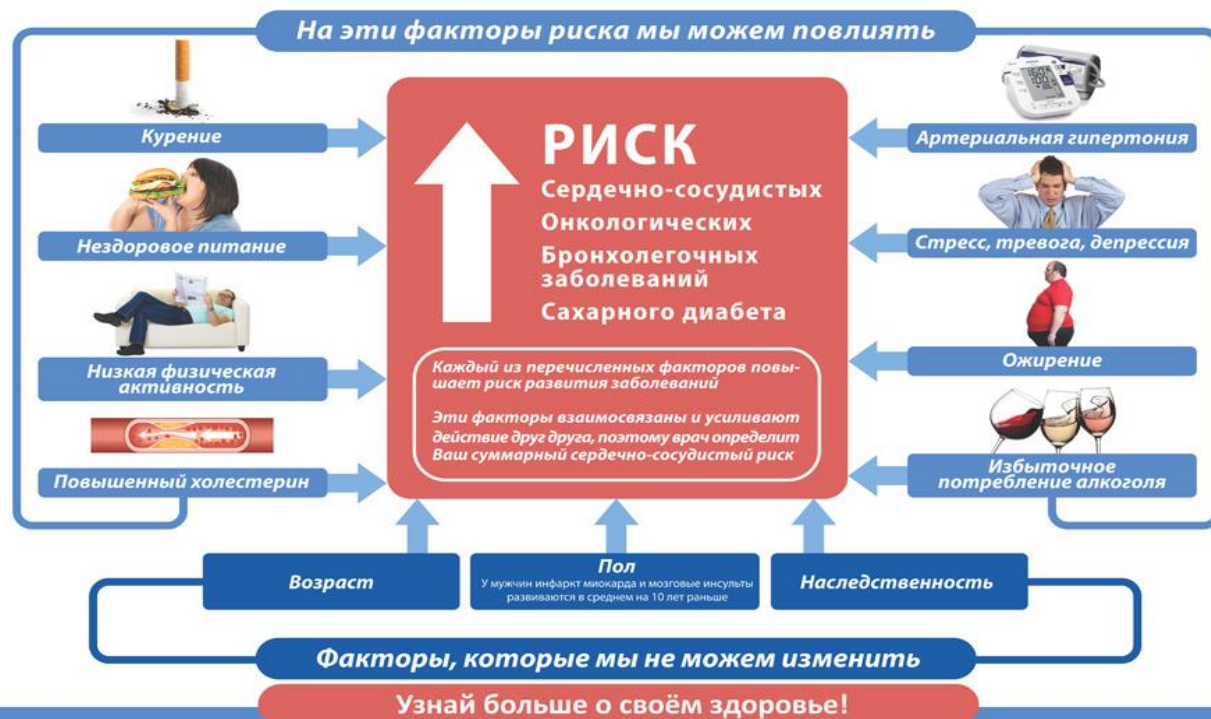 На эти факторы риска мы можем повлиять
Курение
Нездоровое питание
Низкая физическая
активность
Повышенный холестерин
РИСК
Сердечно-сосудистых
Онкологических
Бронхолегочных
заболеваний
Сахарного диабета
Каждый из перечисленных факторов повы-
шает риск развития заболеваний
Эти факторы взаимосвязаны и усиливают
действие друг друга, поэтому врач определит
Ваш суммарный сердечно-сосудистый риск
160
100
Артериальная гипертония
Стресс, тревога, депрессия
Ожирение
Избыточное
потребление алкоголя
Возраст
Пол
У мужчин инфаркт миокарда и мозговые инсульты
развиваются в среднем на 10 лет раньше
Наследственность
Факторы, которые мы не можем изменить
Узнай больше о своём здоровье!